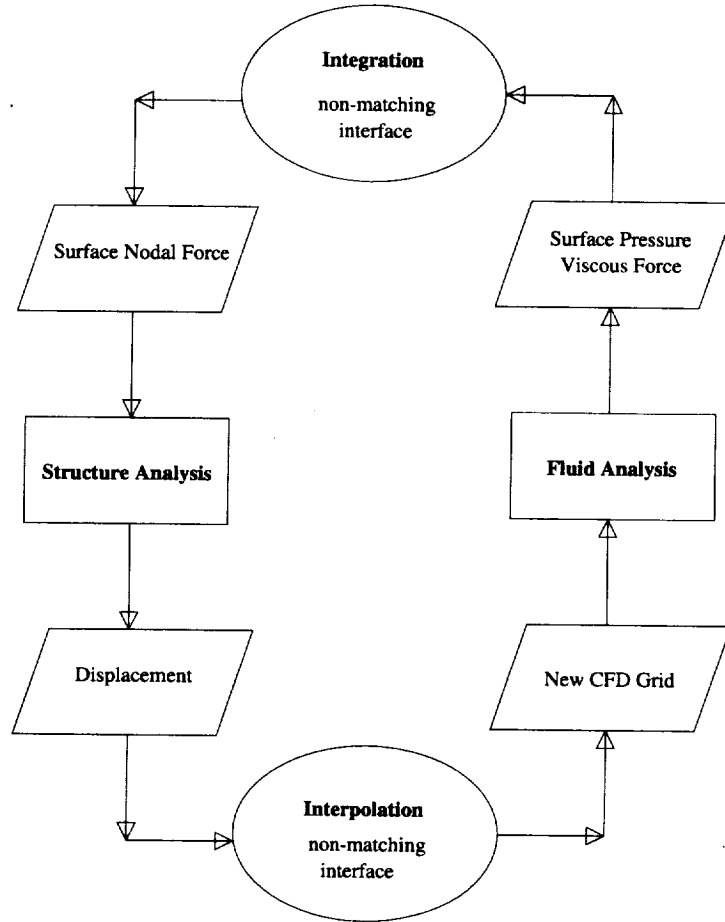 Integration
non-matching
interface
Surface Nodal Force
Surface Pressure
Viscous Force
Structure Analysis
Fluid Analysis
Displacement
New CFD Grid
Interpolation
non-matching
interface